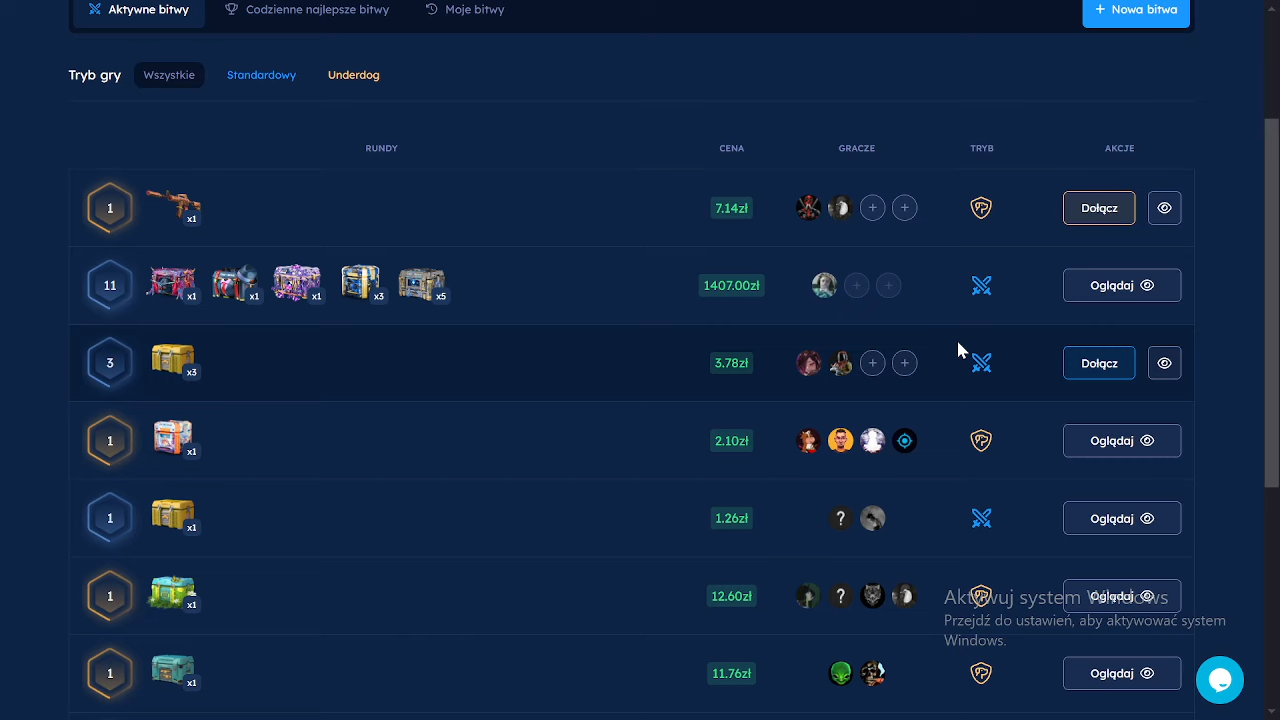 Aktywne bitwy Codzienne najlepsze bitwy Moje bitwy + Nowa bitwa
Tryb gry Wszystkie Standardowy Underdog
RUNDY CENA GRACZE TRYB AKCJE
1 x1 7.14zł + + Dołącz
11 x1 x1 x1 x3 x5 1407.00zł + + Oglądaj
3 x3 3.78zł + + Dołącz
1 x1 2.10zł Oglądaj
1 x1 1.26zł ? Oglądaj
1 x1 12.60zł ? Oglądaj
Aktywuj system Windows
Przejdź do ustawień, aby aktywować system
Windows.
1 x1 11.76zł Oglądaj